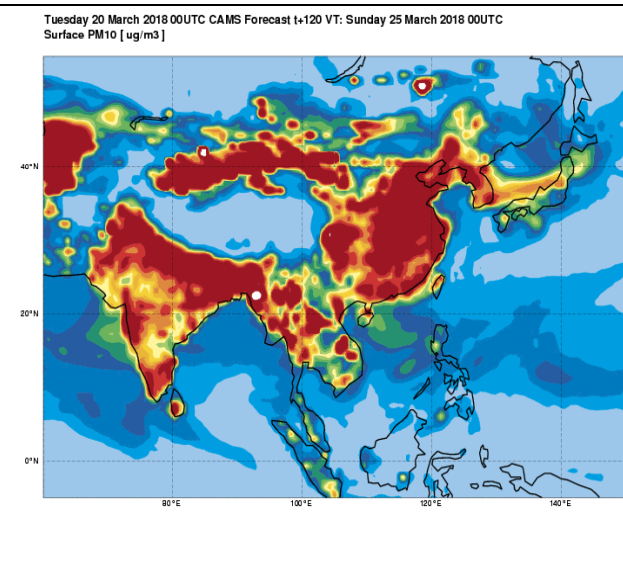 Tuesday 20 March 2018 00UTC CAMS Forecast t+120 VT: Sunday 25 March 2018 00UTC
Surface PM10 [ ug/m3 ]
40°N
20°N
0°N
80°E 100°E 120°E 140°E